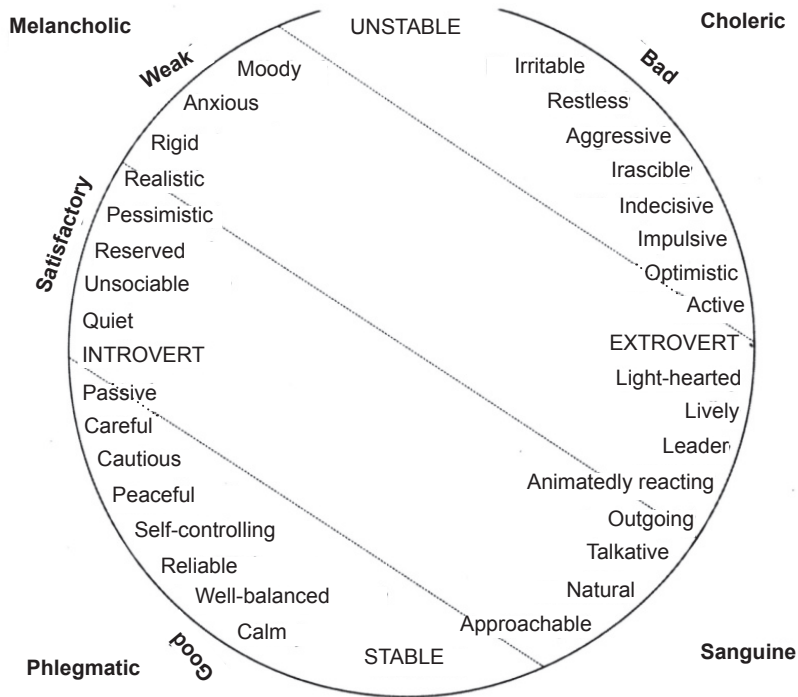 Melancholic
UNSTABLE
Choleric
Weak
Bad
Moody
Irritable
Anxious
Restless
Rigid
Aggressive
Realistic
Irascible
Satisfactory
Pessimistic
Indecisive
Reserved
Impulsive
Unsociable
Optimistic
Quiet
Active
INTROVERT
EXTROVERT
Passive
Light-hearted
Careful
Lively
Cautious
Leader
Peaceful
Animatedly reacting
Self-controlling
Outgoing
Reliable
Talkative
Well-balanced
Natural
Calm
Approachable
Good
STABLE
Phlegmatic
Sanguine